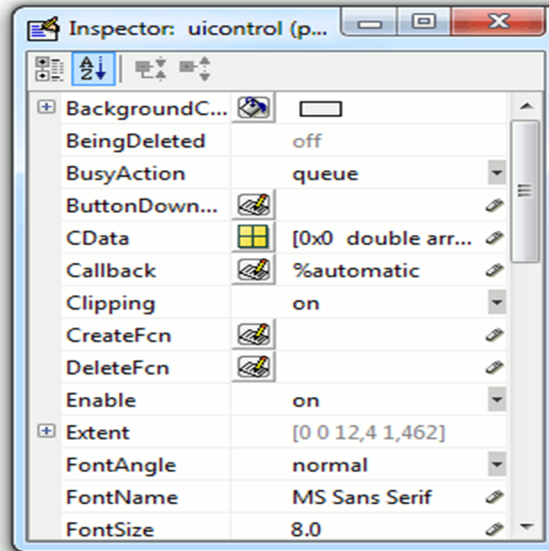 Inspector: uicontrol (p...
BackgroundC...
BeingDeleted off
BusyAction queue
ButtonDown...
CData [0x0 double arr...
Callback %automatic
Clipping on
CreateFcn
DeleteFcn
Enable on
Extent [0 0 12,4 1,462]
FontAngle normal
FontName MS Sans Serif
FontSize 8.0